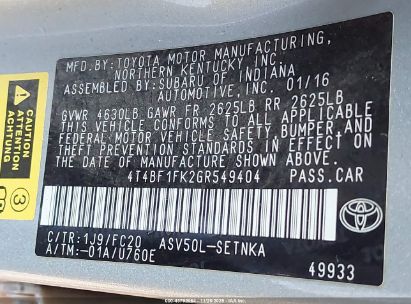 MFD. BY: TOYOTA MOTOR MANUFACTURING,
NORTHERN KENTUCKY, INC.
ASSEMBLED BY: SUBARU OF INDIANA
AUTOMOTIVE, INC. 01/16
GVWR 4630LB GAWR FR 2625LB RR 2625LB
THIS VEHICLE CONFORMS TO ALL APPLICABLE
FEDERAL MOTOR VEHICLE SAFETY, BUMPER, AND
THEFT PREVENTION STANDARDS IN EFFECT ON
THE DATE OF MANUFACTURE SHOWN ABOVE.
4T4BF1FK2GR549404 PASS.CAR
C/TR: 1J9/FC20 ASV50L-SETNKA
A/TM: -01A/U760E
TOYOTA
49933
CAUTION
ATTENTION
ACHTUNG
3